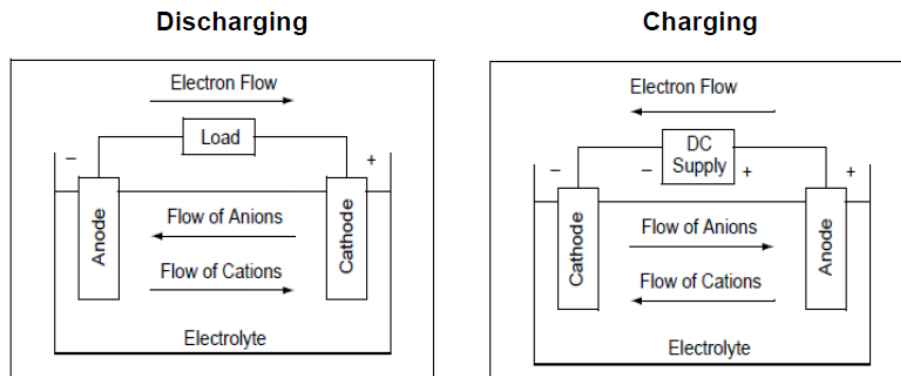 Discharging
Electron Flow
Load
–
+
Anode
Flow of Anions
Flow of Cations
Cathode
Electrolyte
Charging
Electron Flow
DC
Supply
–
–
+
+
Cathode
Flow of Anions
Flow of Cations
Anode
Electrolyte